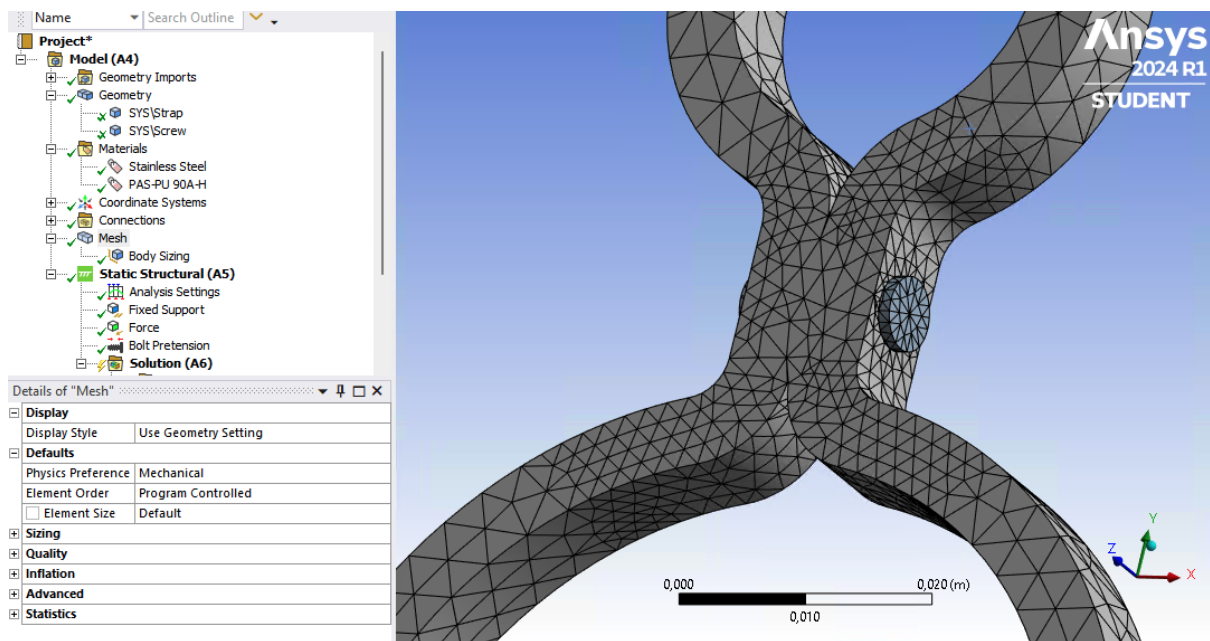 Name Search Outline
Project*
Model (A4)
Geometry Imports
Geometry
SYS\Strap
SYS\Screw
Materials
Stainless Steel
PAS-PU 90A-H
Coordinate Systems
Connections
Mesh
Body Sizing
Static Structural (A5)
Analysis Settings
Fixed Support
Force
Bolt Pretension
Solution (A6)
Details of "Mesh"
Display
Display Style Use Geometry Setting
Defaults
Physics Preference Mechanical
Element Order Program Controlled
Element Size Default
Sizing
Quality
Inflation
Advanced
Statistics
Ansys
2024 R1
STUDENT
0,000 0,020 (m)
0,010
Y
Z
X